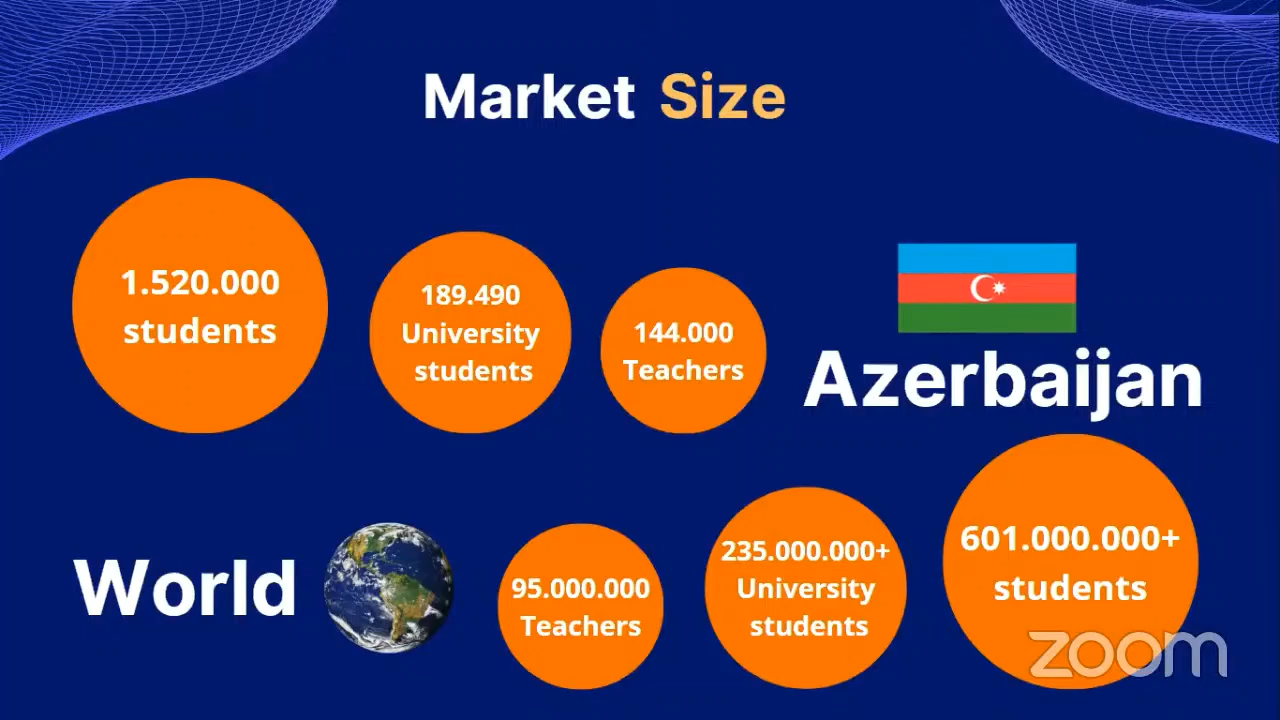 Market Size
1.520.000
students
189.490
University
students
144.000
Teachers
Azerbaijan
World
95.000.000
Teachers
235.000.000+
University
students
601.000.000+
students
zoom